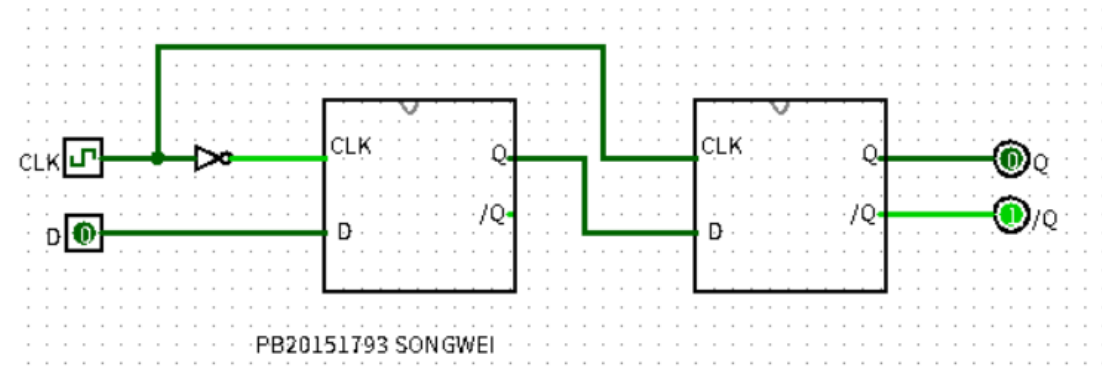 CLK Q CLK Q Q
/Q /Q 1 /Q
CLK
D 0 D D 0
PB20151793 SONGWEI